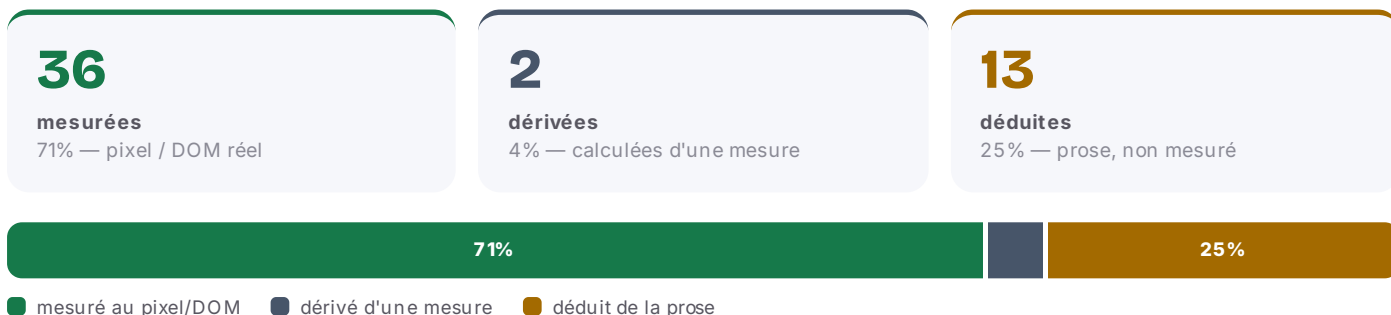 36
mesurées
71% — pixel / DOM réel
2
dérivées
4% — calculées d'une mesure
13
déduites
25% — prose, non mesuré
71%
25%
mesuré au pixel/DOM
dérivé d'une mesure
déduit de la prose